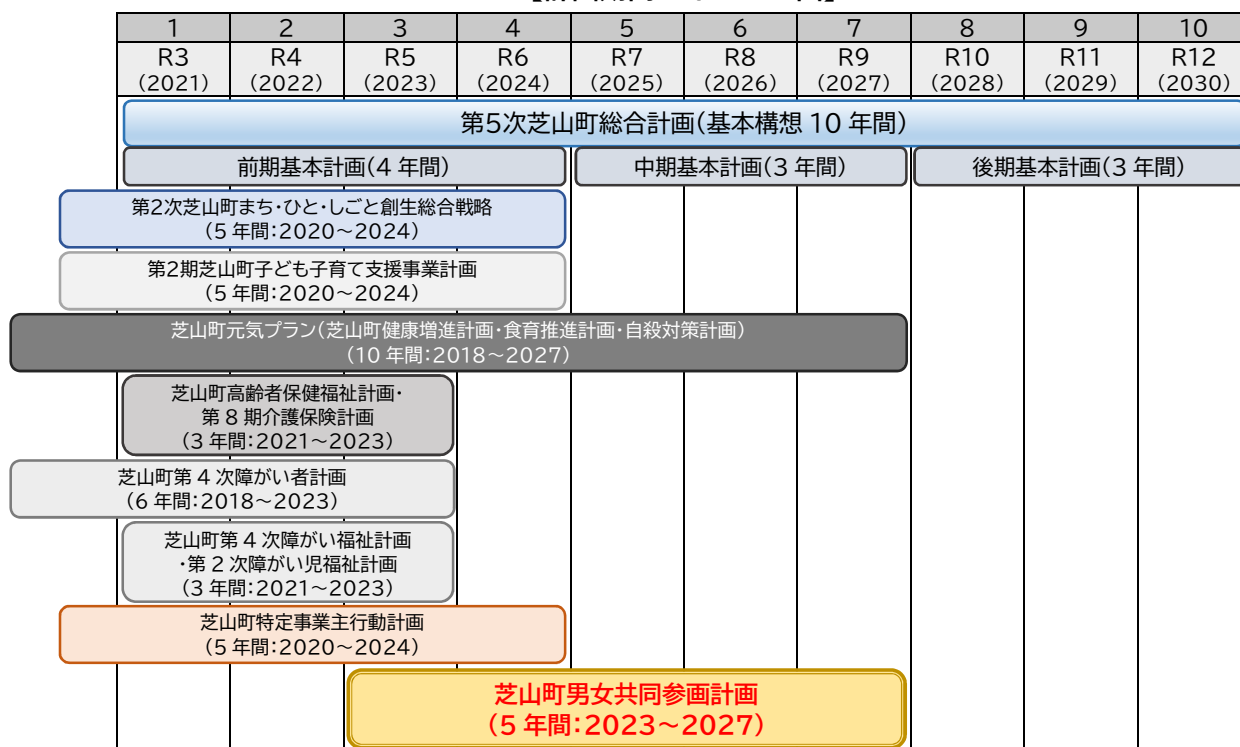 1 2 3 4 5 6 7 8 9 10
R3 R4 R5 R6 R7 R8 R9 R10 R11 R12
(2021) (2022) (2023) (2024) (2025) (2026) (2027) (2028) (2029) (2030)
第5次芝山町総合計画(基本構想 10 年間)
前期基本計画(4 年間) 中期基本計画(3 年間) 後期基本計画(3 年間)
第2次芝山町まち・ひと・しごと創生総合戦略
(5 年間:2020～2024)
第2期芝山町子ども子育て支援事業計画
(5 年間:2020～2024)
芝山町元気プラン(芝山町健康増進計画・食育推進計画・自殺対策計画)
(10 年間:2018～2027)
芝山町高齢者保健福祉計画・
第 8 期介護保険計画
(3 年間:2021～2023)
芝山町第 4 次障がい者計画
(6 年間:2018～2023)
芝山町第 4 次障がい福祉計画
・第 2 次障がい児福祉計画
(3 年間:2021～2023)
芝山町特定事業主行動計画
(5 年間:2020～2024)
芝山町男女共同参画計画
(5 年間:2023～2027)